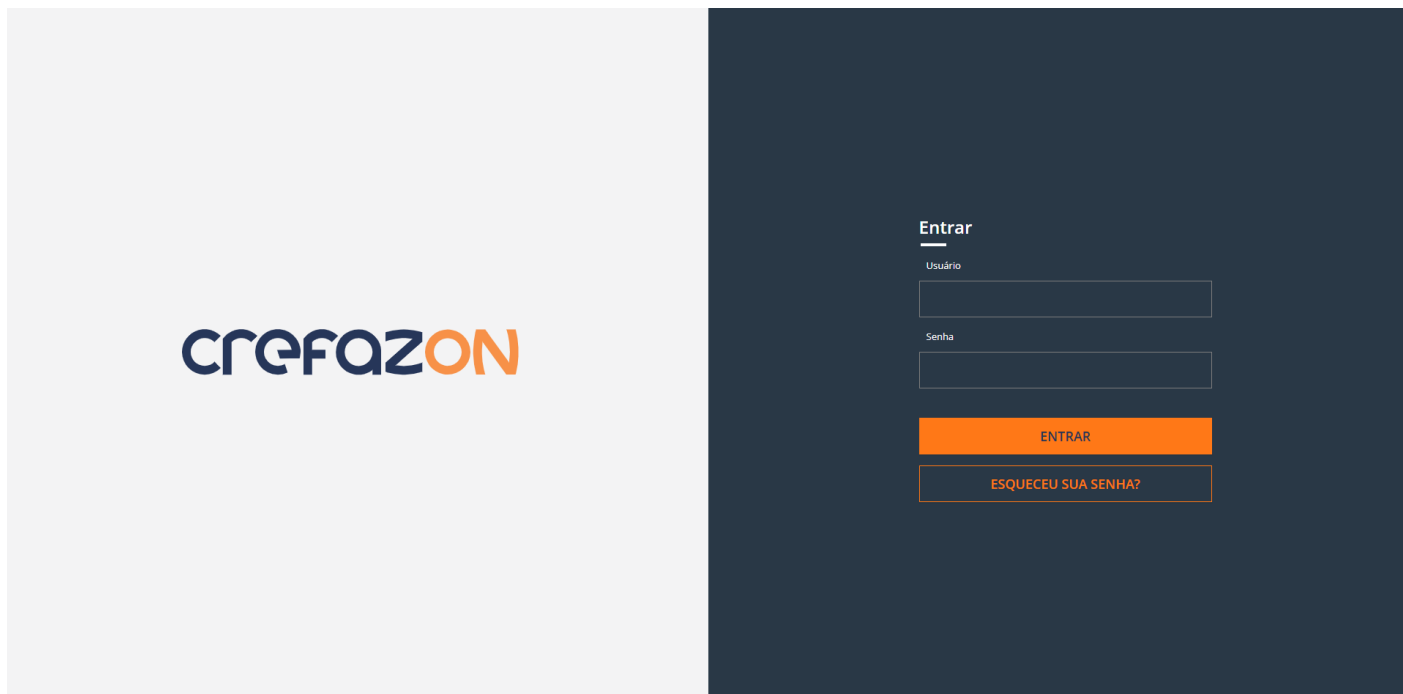 crefazon
Entrar
Usuário
Senha
ENTRAR
ESQUECEU SUA SENHA?